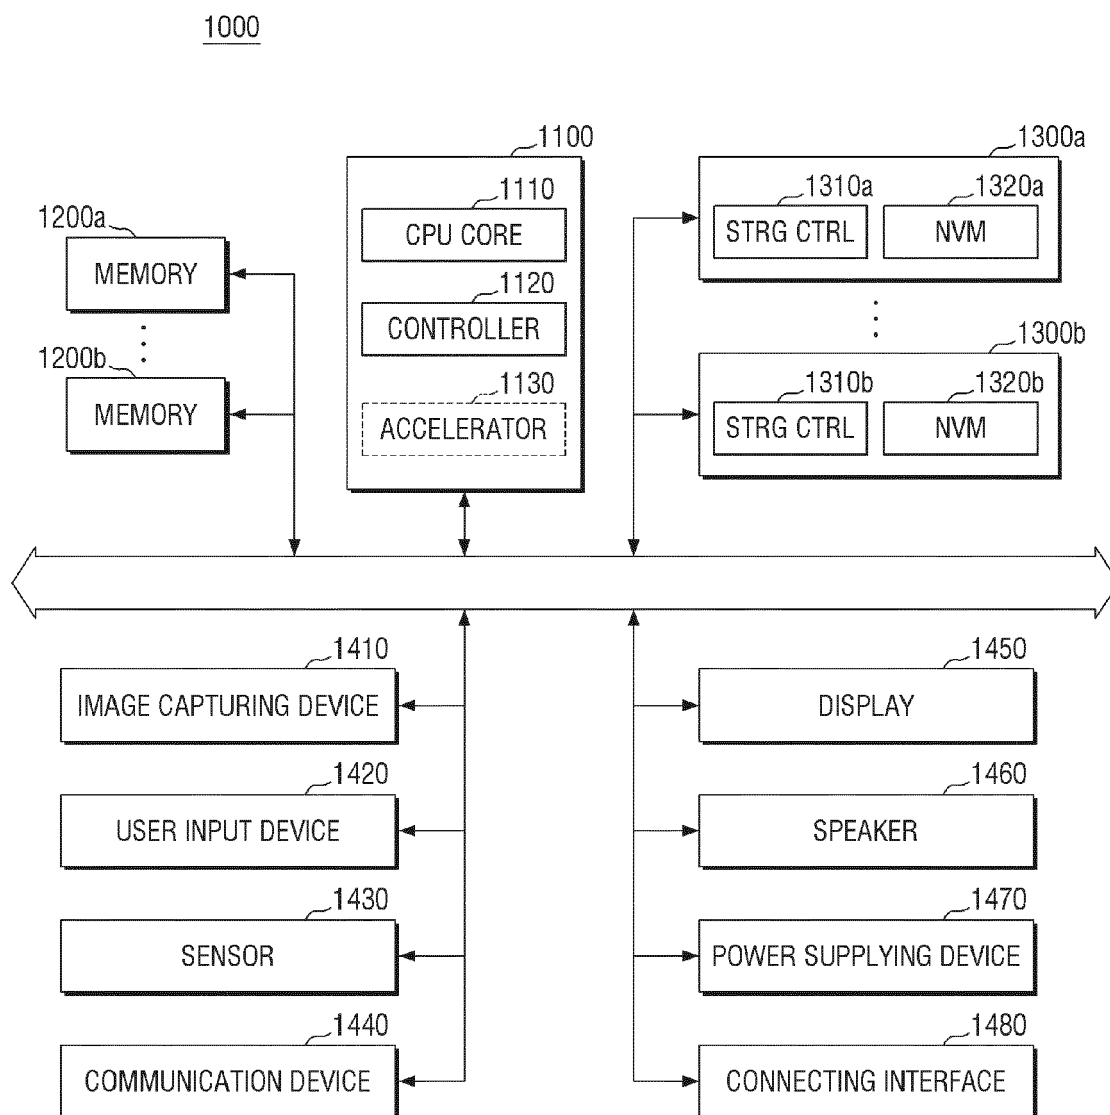 1000
1100
1110
CPU CORE
1120
CONTROLLER
1130
ACCELERATOR
1200a
MEMORY
1200b
MEMORY
1300a
1310a
STRG CTRL
1320a
NVM
1300b
1310b
STRG CTRL
1320b
NVM
1410
IMAGE CAPTURING DEVICE
1420
USER INPUT DEVICE
1430
SENSOR
1440
COMMUNICATION DEVICE
1450
DISPLAY
1460
SPEAKER
1470
POWER SUPPLYING DEVICE
1480
CONNECTING INTERFACE